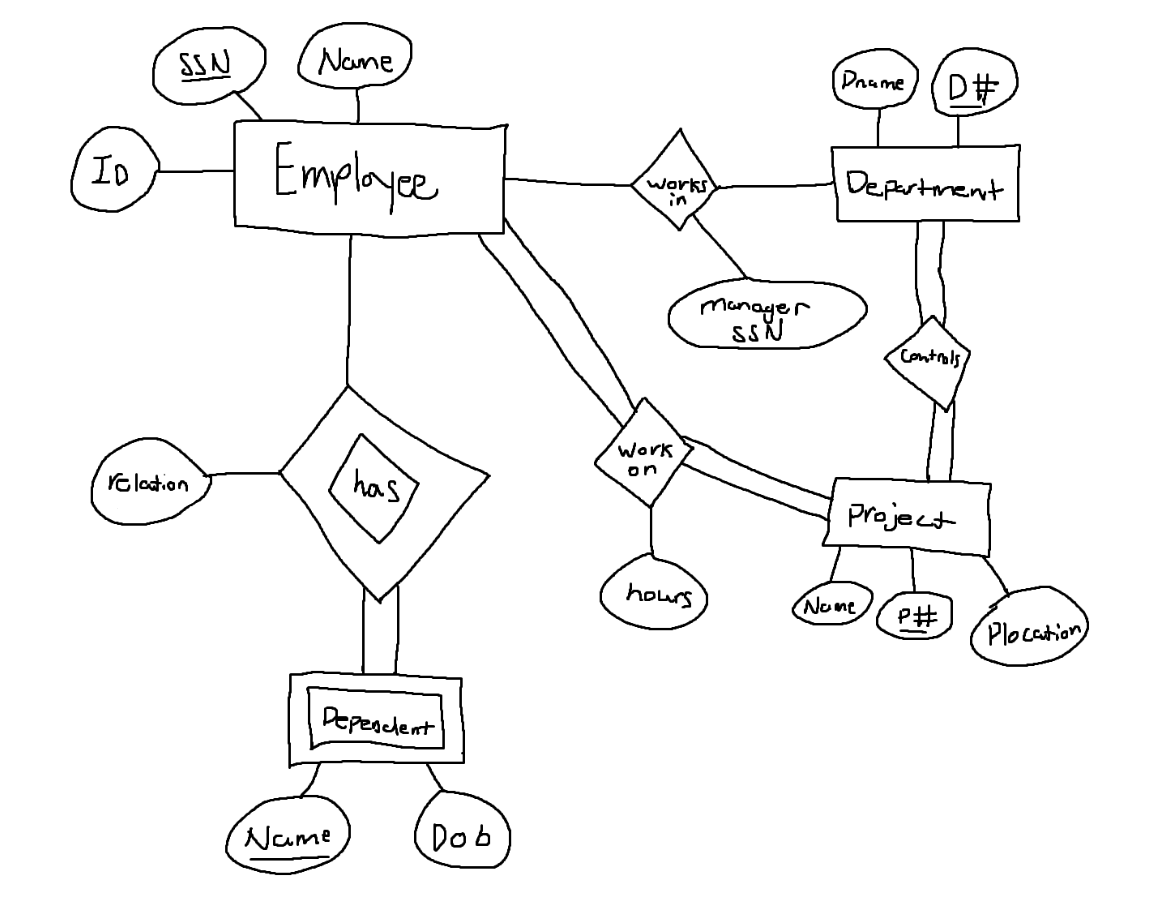 SSN
Name
Dname
D#
ID
Employee
works
in
Department
manager
SSN
controls
work
on
relation
has
Project
hours
Name
P#
Plocation
Dependent
Name
Dob